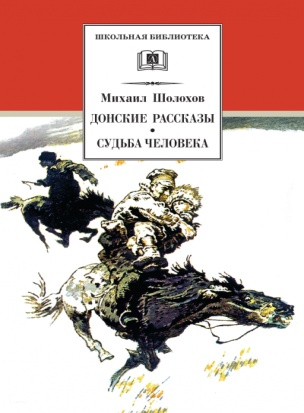 ШКОЛЬНАЯ БИБЛИОТЕКА
Михаил Шолохов
ДОНСКИЕ РАССКАЗЫ
•
СУДЬБА ЧЕЛОВЕКА